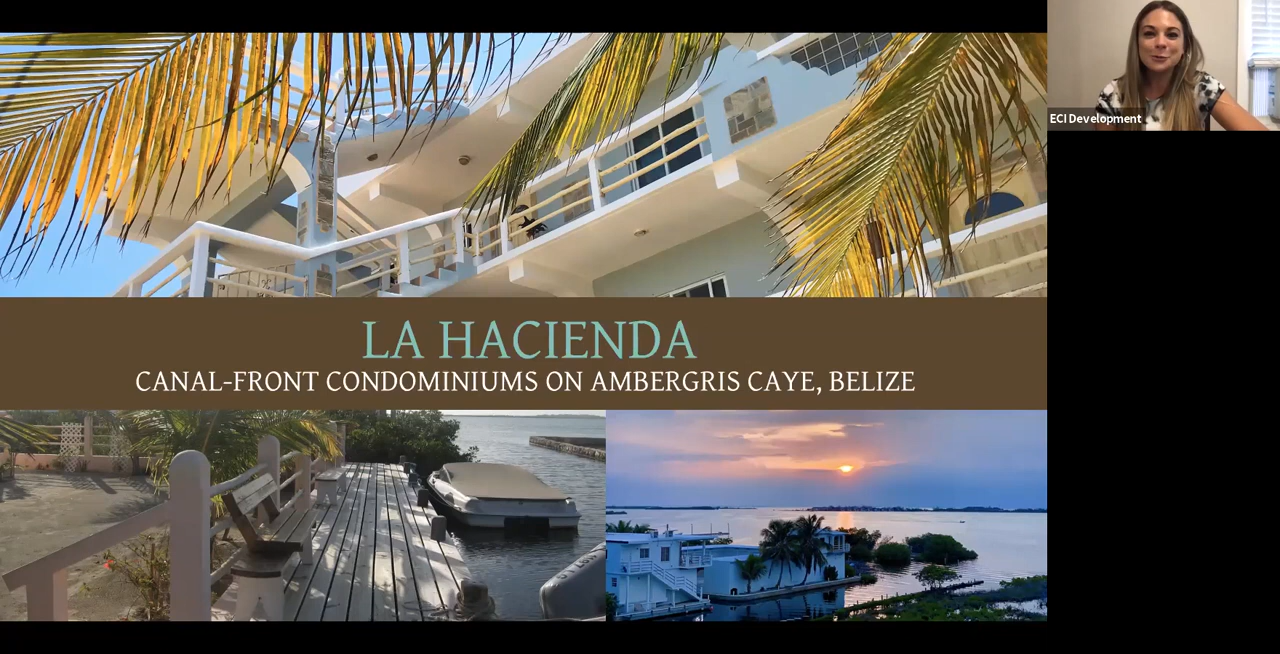 ECI Development
LA HACIENDA
CANAL-FRONT CONDOMINIUMS ON AMBERGRIS CAYE, BELIZE